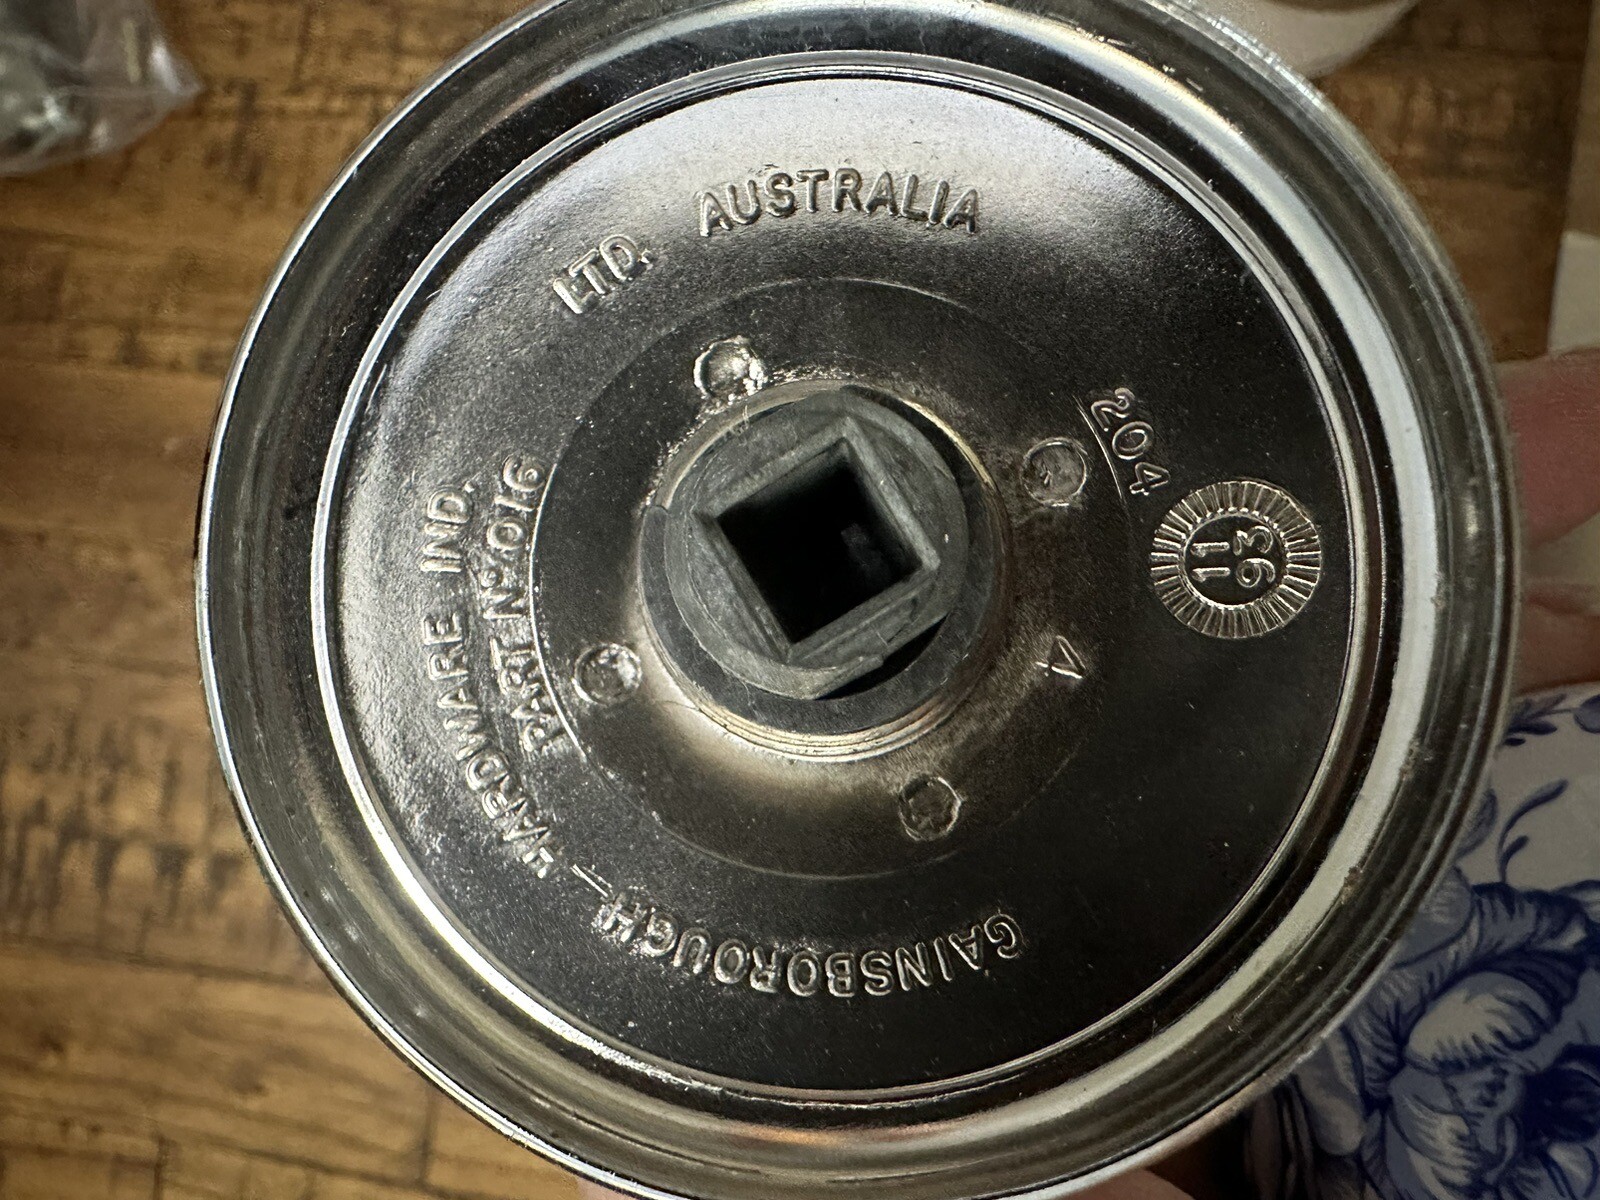 GAINSBOROUGH HARDWARE IND. LTD. AUSTRALIA
PART Nº 016
204
11
93
A